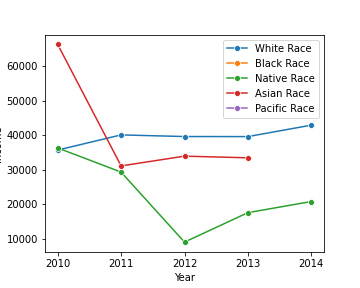 White Race
Black Race
Native Race
Asian Race
Pacific Race
60000
50000
40000
30000
20000
10000
2010 2011 2012 2013 2014
Year